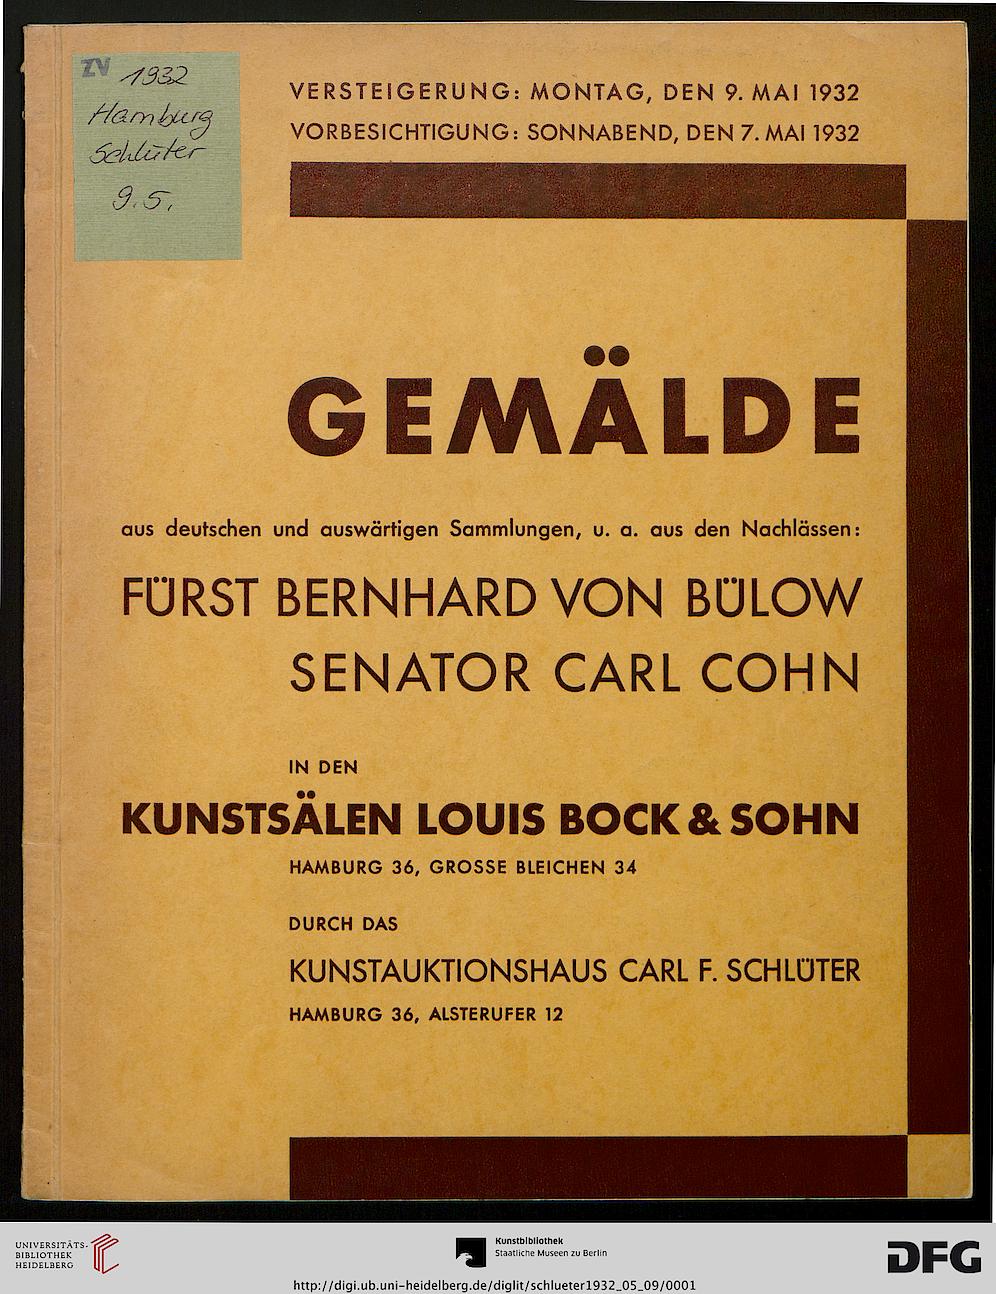 ZV 1932
Hamburg
Schlüter
9.5.
VERSTEIGERUNG: MONTAG, DEN 9. MAI 1932
VORBESICHTIGUNG: SONNABEND, DEN 7. MAI 1932
GEMÄLDE
aus deutschen und auswärtigen Sammlungen, u. a. aus den Nachlässen:
FÜRST BERNHARD VON BÜLOW
SENATOR CARL COHN
IN DEN
KUNSTSÄLEN LOUIS BOCK & SOHN
HAMBURG 36, GROSSE BLEICHEN 34
DURCH DAS
KUNSTAUKTIONSHAUS CARL F. SCHLÜTER
HAMBURG 36, ALSTERUFER 12
UNIVERSITÄTS-
BIBLIOTHEK
HEIDELBERG
Kunstbibliothek
Staatliche Museen zu Berlin
DFG
http://digi.ub.uni-heidelberg.de/diglit/schlueter1932_05_09/0001